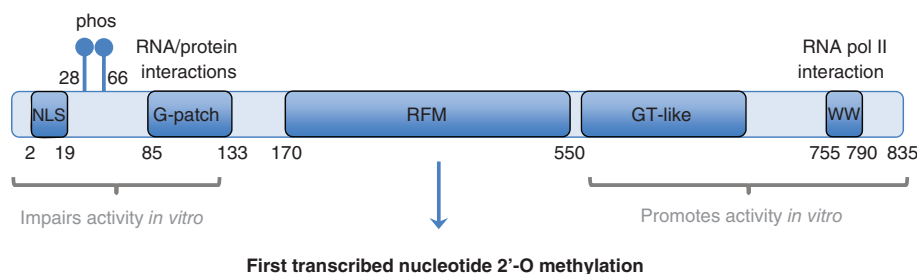 phos
28
66
RNA/protein
interactions
RNA pol II
interaction
NLS
G-patch
RFM
GT-like
WW
2
19
85
133
170
550
755
790
835
Impairs activity in vitro
Promotes activity in vitro
First transcribed nucleotide 2'-O methylation